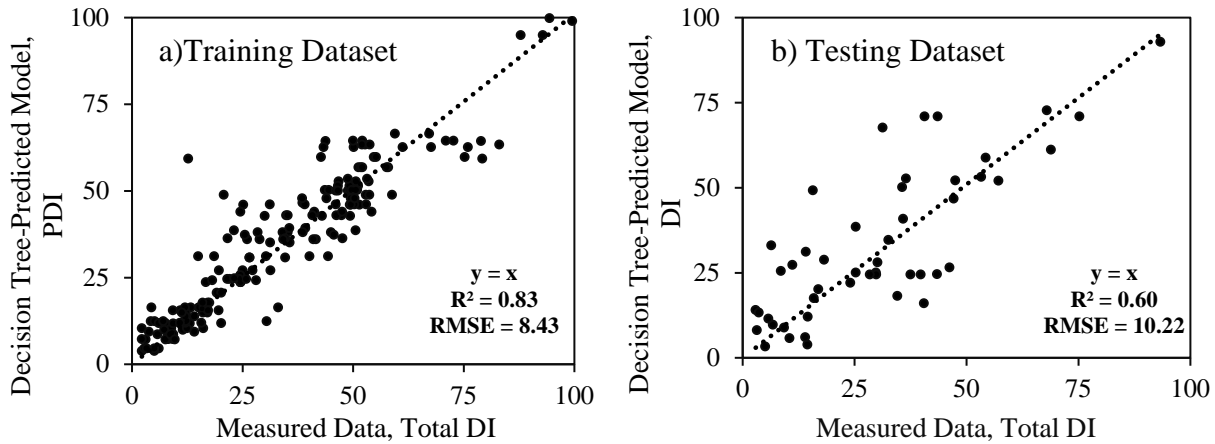 Decision Tree-Predicted Model,
PDI
100
75
50
25
0
a)Training Dataset
y = x
R² = 0.83
RMSE = 8.43
0 25 50 75 100
Measured Data, Total DI
Decision Tree-Predicted Model,
DI
100
75
50
25
0
b) Testing Dataset
y = x
R² = 0.60
RMSE = 10.22
0 25 50 75 100
Measured Data, Total DI